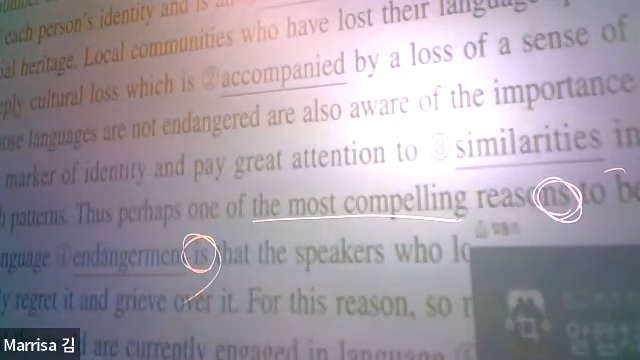 each person's identity and is
ial heritage. Local communities who have lost their language
ply cultural loss which is ②accompanied by a loss of a sense of
ose languages are not endangered are also aware of the importance
marker of identity and pay great attention to ③similarities in
h patterns. Thus perhaps one of the most compelling reasons to be
nguage ④endangerment is that the speakers who lo
y regret it and grieve over it. For this reason, so
d are currently engaged in language
Marrisa 김